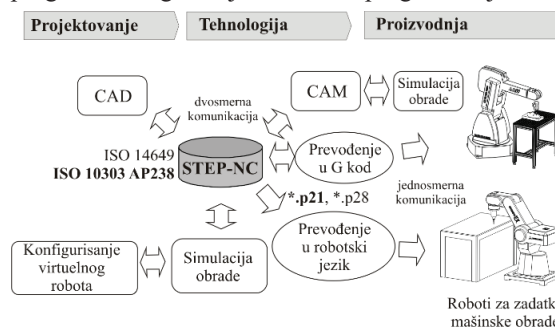 Projektovanje
Tehnologija
Proizvodnja
CAD
dvosmerna
komunikacija
CAM
Simulacija
obrade
ISO 14649
ISO 10303 AP238
STEP-NC
Prevođenje
u G kod
*.p21, *.p28
jednosmerna
komunikacija
Prevođenje
u robotski
jezik
Konfigurisanje
virtuelnog
robota
Simulacija
obrade
Roboti za zadatk
mašinske obrade